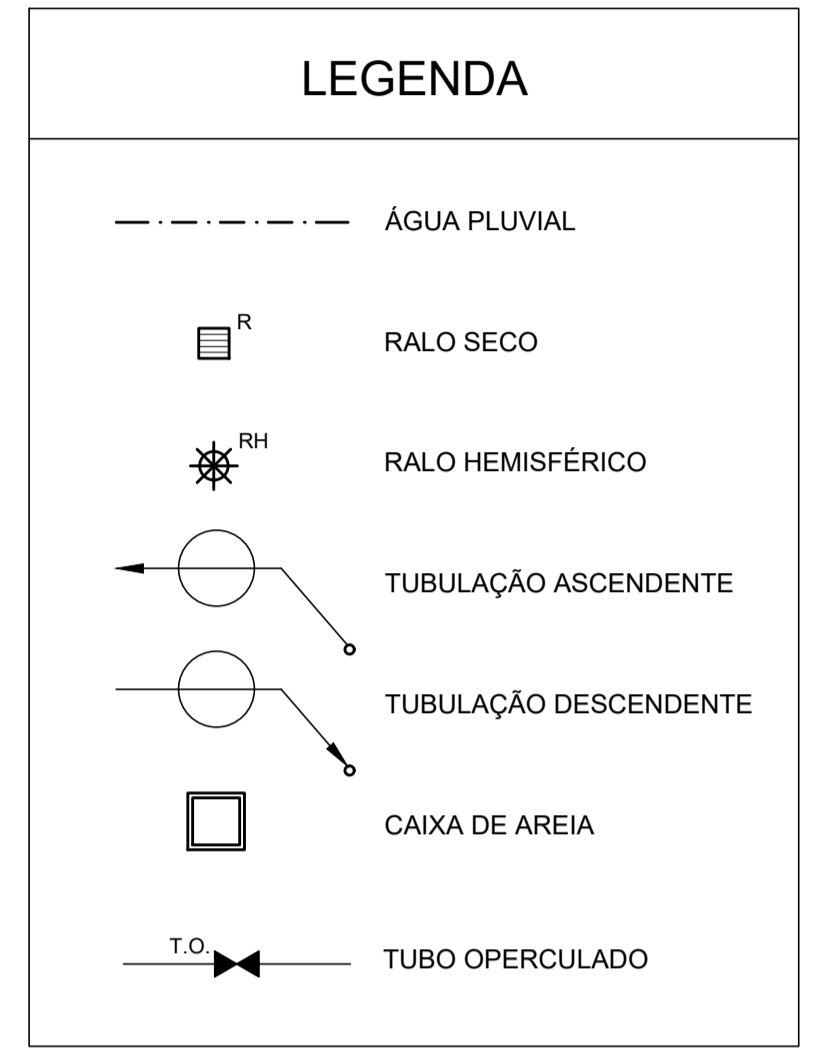 LEGENDA
ÁGUA PLUVIAL
R
RALO SECO
RH
RALO HEMISFÉRICO
TUBULAÇÃO ASCENDENTE
TUBULAÇÃO DESCENDENTE
CAIXA DE AREIA
T.O.
TUBO OPERCULADO